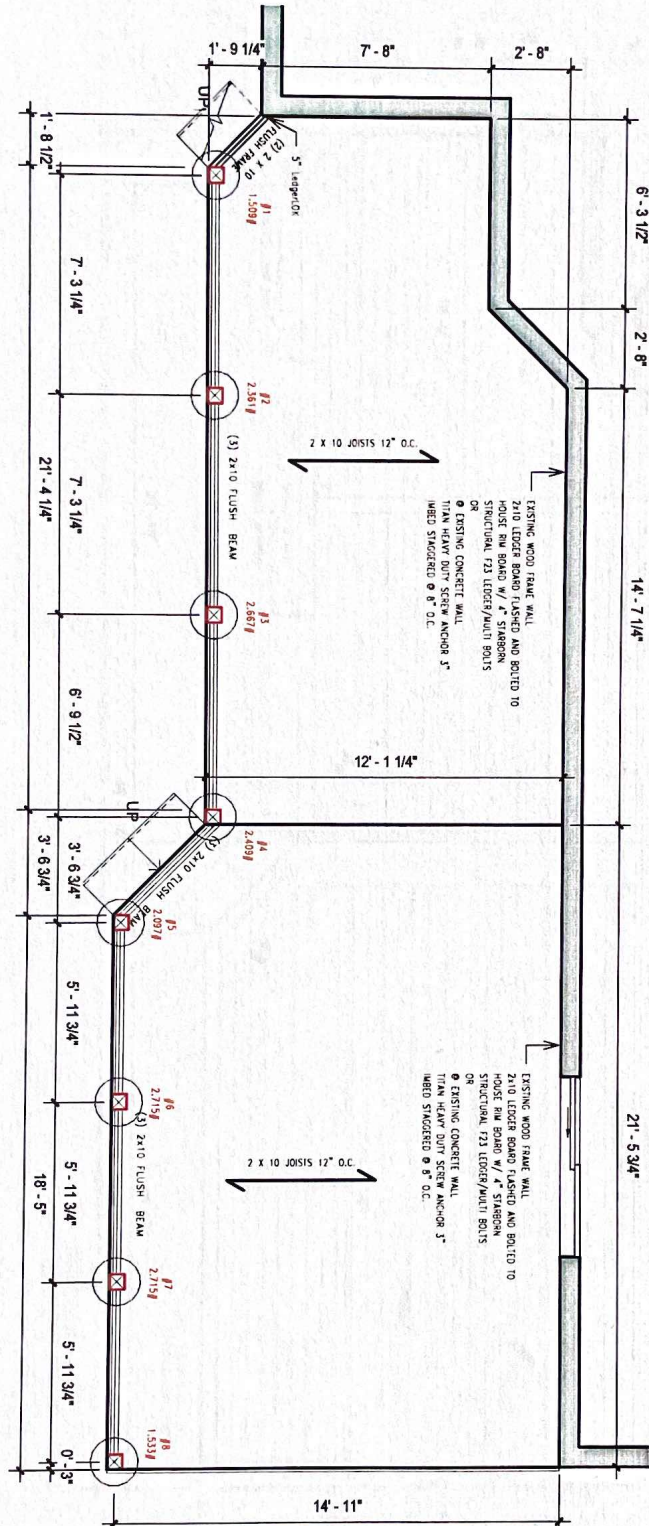 1' - 9 1/4"
7' - 8"
2' - 8"
6' - 3 1/2"
2' - 8"
14' - 7 1/4"
21' - 5 3/4"
1' - 8 1/2"
7' - 3 1/4"
7' - 3 1/4"
6' - 9 1/2"
21' - 4 1/4"
3' - 6 3/4"
3' - 6 3/4"
5' - 11 3/4"
5' - 11 3/4"
5' - 11 3/4"
0' - 3"
18' - 5"
12' - 1 1/4"
14' - 11"
UP
(2) 2 X 10
FLUSH FRAME
5" LedgerLOK
#1
1.509#
#2
2.361#
#3
2.667#
#4
2.409#
#5
2.097#
#6
2.715#
#7
2.715#
#8
1.533#
(3) 2x10 FLUSH BEAM
2 X 10 JOISTS 12" O.C.
EXISTING WOOD FRAME WALL
2x10 LEDGER BOARD FLASHED AND BOLTED TO
HOUSE RIM BOARD W/ 4" STARBORN
STRUCTURAL F23 LEDGER/MULTI BOLTS
OR
@ EXISTING CONCRETE WALL
TITAN HEAVY DUTY SCREW ANCHOR 3"
IMBED STAGGERED @ 8" O.C.
UP
(3) 2x10 FLUSH
BEAM
(3) 2x10 FLUSH BEAM
2 X 10 JOISTS 12" O.C.
EXISTING WOOD FRAME WALL
2x10 LEDGER BOARD FLASHED AND BOLTED TO
HOUSE RIM BOARD W/ 4" STARBORN
STRUCTURAL F23 LEDGER/MULTI BOLTS
OR
@ EXISTING CONCRETE WALL
TITAN HEAVY DUTY SCREW ANCHOR 3"
IMBED STAGGERED @ 8" O.C.